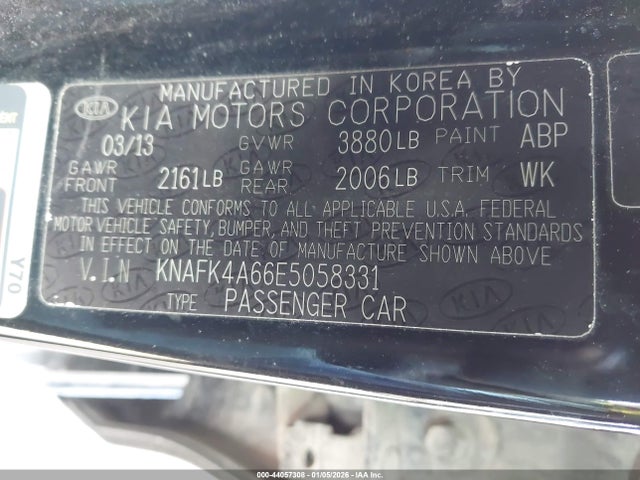 MANUFACTURED IN KOREA BY
KIA KIA MOTORS CORPORATION
03/13 GVWR 3880LB PAINT ABP
GAWR FRONT 2161LB GAWR REAR 2006LB TRIM WK
THIS VEHICLE CONFORMS TO ALL APPLICABLE U.S.A. FEDERAL
MOTOR VEHICLE SAFETY, BUMPER, AND THEFT PREVENTION STANDARDS
IN EFFECT ON THE DATE OF MANUFACTURE SHOWN ABOVE
V.I.N KNAFK4A66E5058331
TYPE PASSENGER CAR
Y70
000-44057308 | 01/05/2026 - IAA Inc.